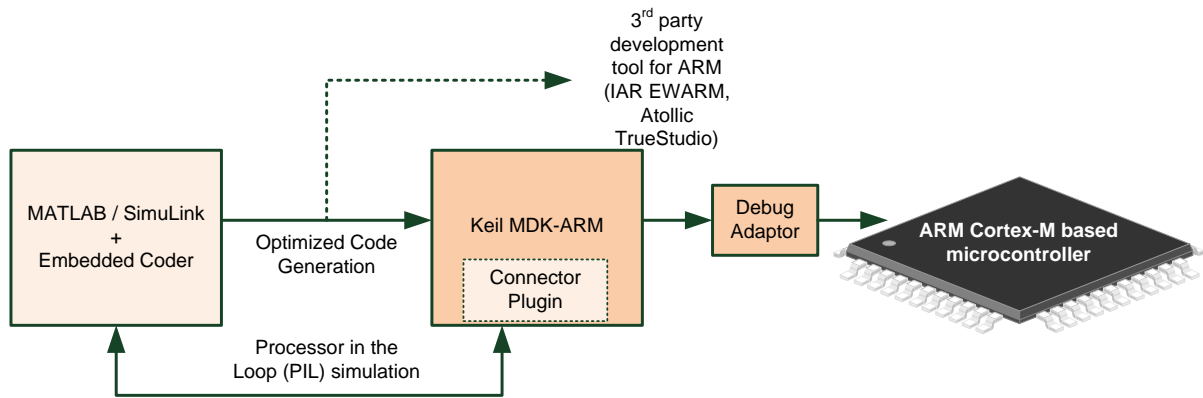 3rd party
development
tool for ARM
(IAR EWARM,
Atollic
TrueStudio)
MATLAB / SimuLink
+
Embedded Coder
Optimized Code
Generation
Keil MDK-ARM
Connector
Plugin
Debug
Adaptor
ARM Cortex-M based
microcontroller
Processor in the
Loop (PIL) simulation